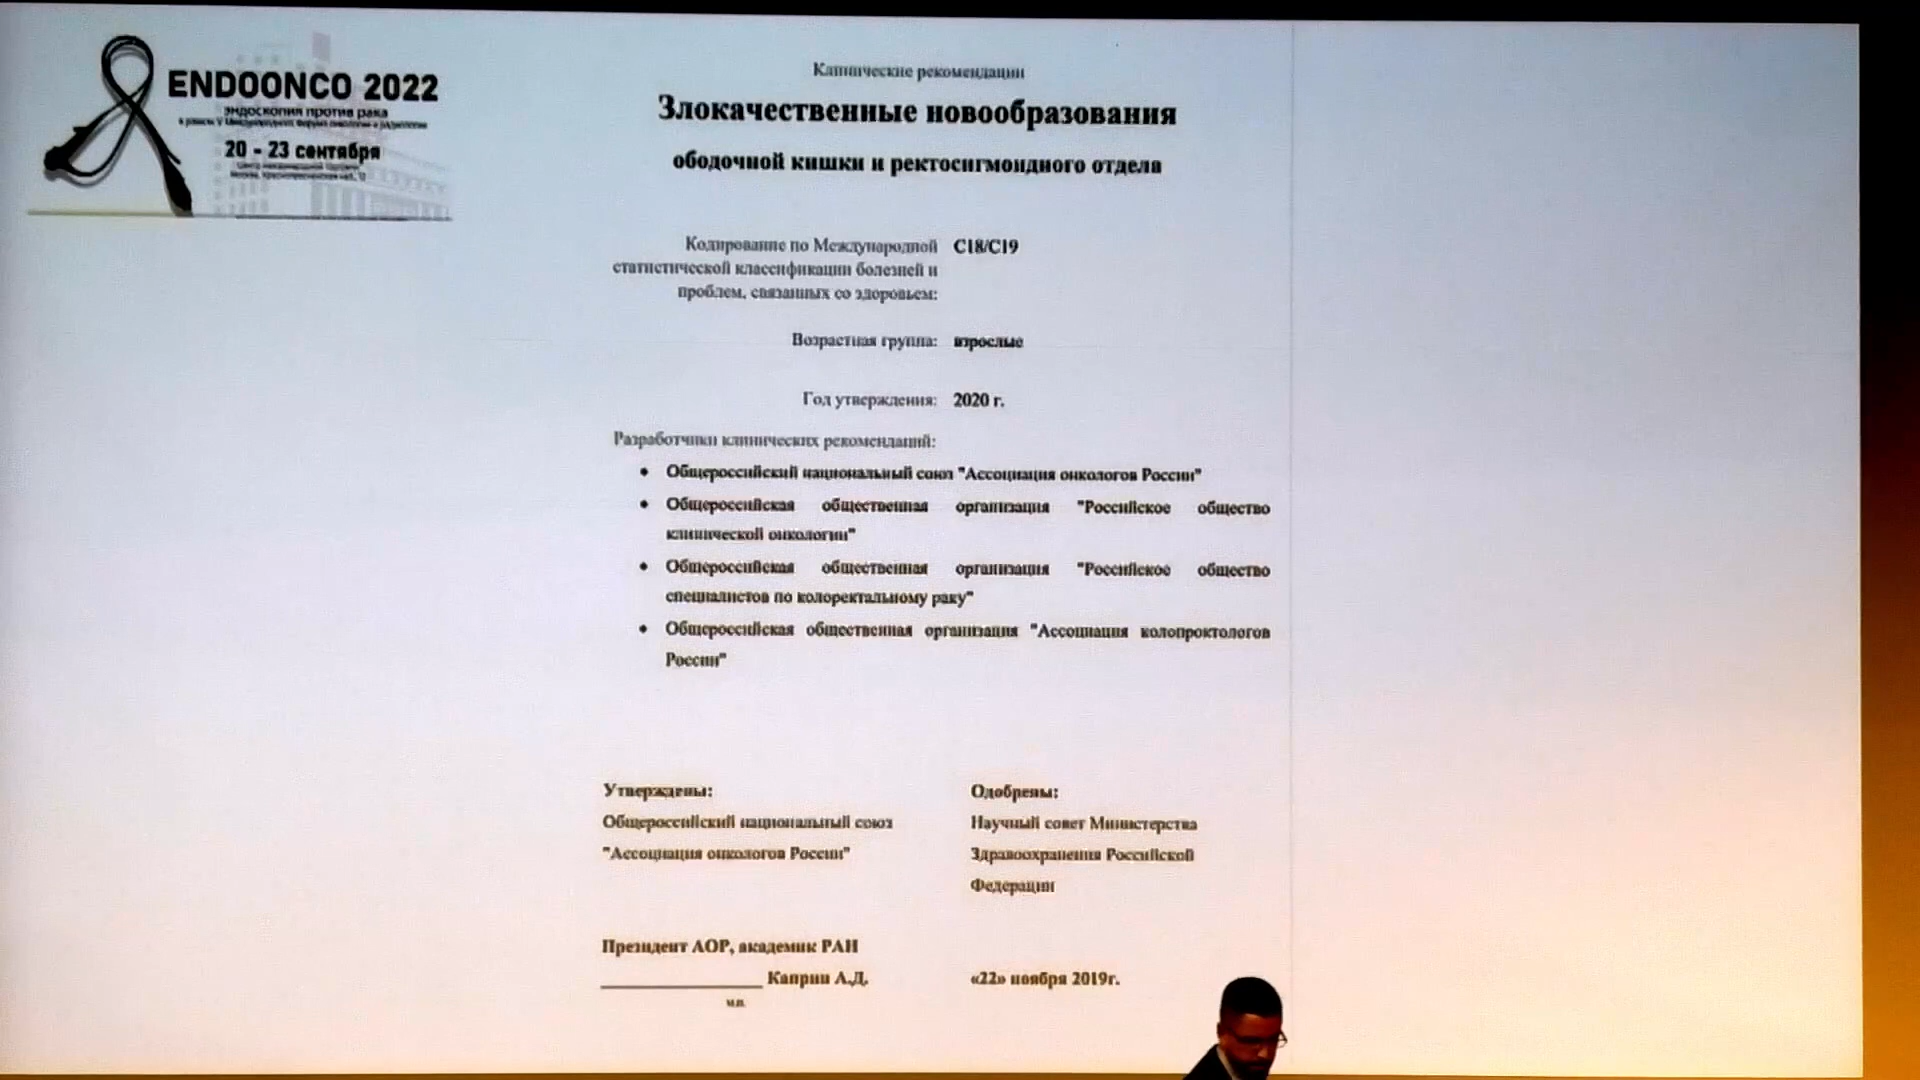 ENDOONCO 2022
эндоскопия против рака
20 - 23 сентября
Клинические рекомендации
Злокачественные новообразования
ободочной кишки и ректосигмоидного отдела
Кодирование по Международной C18/C19
статистической классификации болезней и
проблем, связанных со здоровьем:
Возрастная группа: взрослые
Год утверждения: 2020 г.
Разработчики клинических рекомендаций:
• Общероссийский национальный союз "Ассоциация онкологов России"
• Общероссийская общественная организация "Российское общество
клинической онкологии"
• Общероссийская общественная организация "Российское общество
специалистов по колоректальному раку"
• Общероссийская общественная организация "Ассоциация колопроктологов
России"
Утверждены:
Общероссийский национальный союз
"Ассоциация онкологов России"
Одобрены:
Научный совет Министерства
Здравоохранения Российской
Федерации
Президент АОР, академик РАН
Каприн А.Д.
м.п.
«22» ноября 2019г.